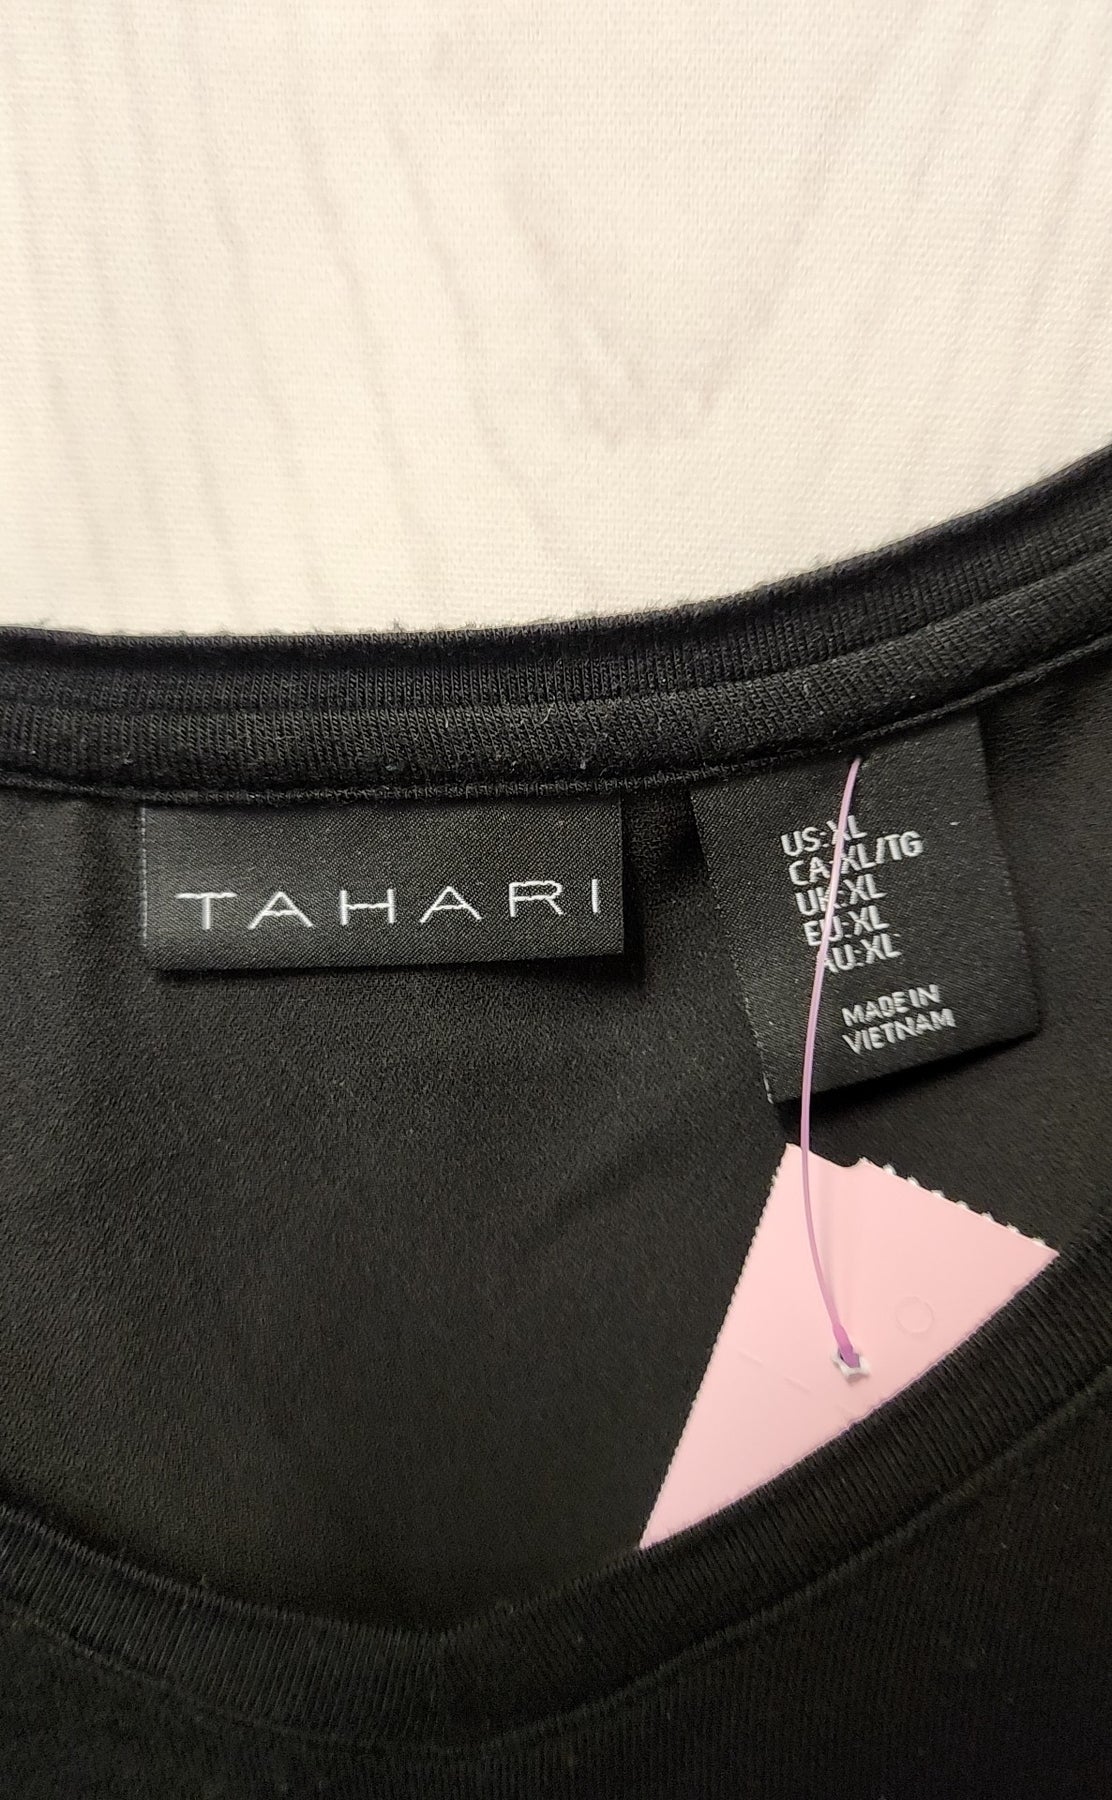 TAHARI
US:XL
CA:XL/TG
UK:XL
EU:XL
AU:XL
MADE IN
VIETNAM